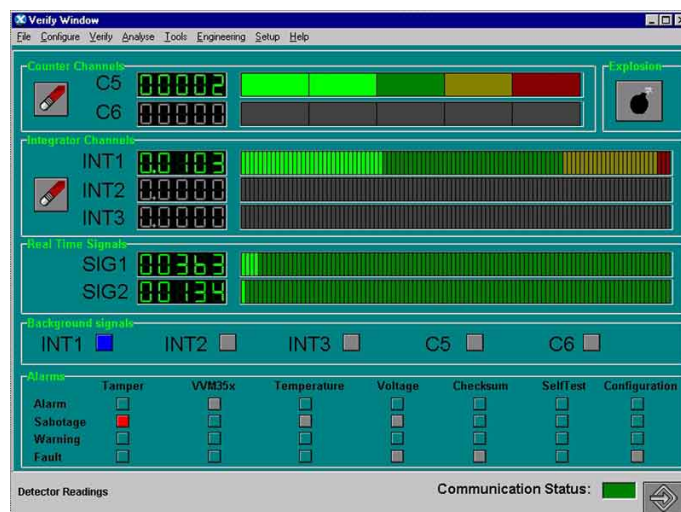 Verify Window
File Configure Verify Analyse Tools Engineering Setup Help
Counter Channels
Explosion
C5 00002
C6 00000
Integrator Channels
INT1 0.0103
INT2 0.0000
INT3 0.0000
Real Time Signals
SIG1 00363
SIG2 00134
Background signals
INT1 INT2 INT3 C5 C6
Alarms
Tamper VVM35x Temperature Voltage Checksum SelfTest Configuration
Alarm
Sabotage
Warning
Fault
Detector Readings Communication Status: